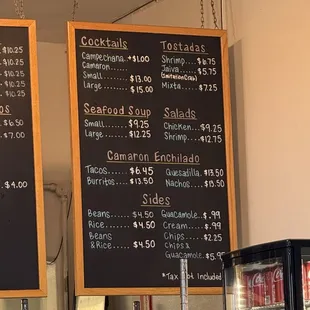 $10.25
$10.25
$10.25
$10.25
$6.50
$7.00
$4.00
Cocktails
Campechana +$1.00
Camaron......
Small....... $13.00
Large....... $15.00
Tostadas
Shrimp... $6.75
Jaiva..... $5.75
(imitation Crab)
Mixta.... $7.25
Seafood Soup
Small....... $9.25
Large...... $12.25
Salads
Chicken.. $9.25
Shrimp... $12.75
Camaron Enchilado
Tacos...... $6.45
Burritos.... $13.50
Quesadilla $13.50
Nachos.... $13.50
Sides
Beans...... $4.50
Rice........ $4.50
Beans
& Rice..... $4.50
Guacamole. $.99
Cream...... $.99
Chips..... $2.25
Chips &
Guacamole $5.
*Tax Not Included